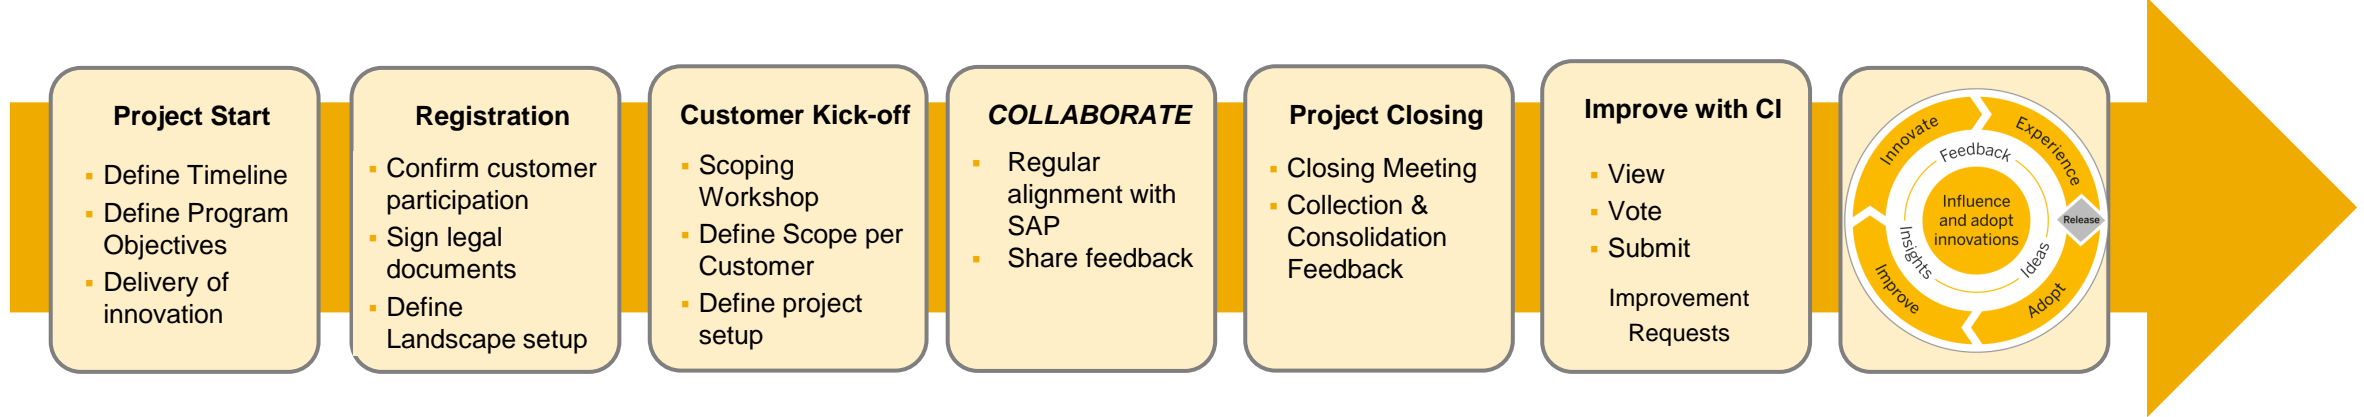 Project Start
▪ Define Timeline
▪ Define Program
Objectives
▪ Delivery of
innovation
Registration
▪ Confirm customer
participation
▪ Sign legal
documents
▪ Define
Landscape setup
Customer Kick-off
▪ Scoping
Workshop
▪ Define Scope per
Customer
▪ Define project
setup
COLLABORATE
▪ Regular
alignment with
SAP
▪ Share feedback
Project Closing
▪ Closing Meeting
▪ Collection &
Consolidation
Feedback
Improve with CI
▪ View
▪ Vote
▪ Submit
Improvement
Requests
Innovate
Experience
Feedback
Influence
and adopt
innovations
Release
Insights
Ideas
Improve
Adopt